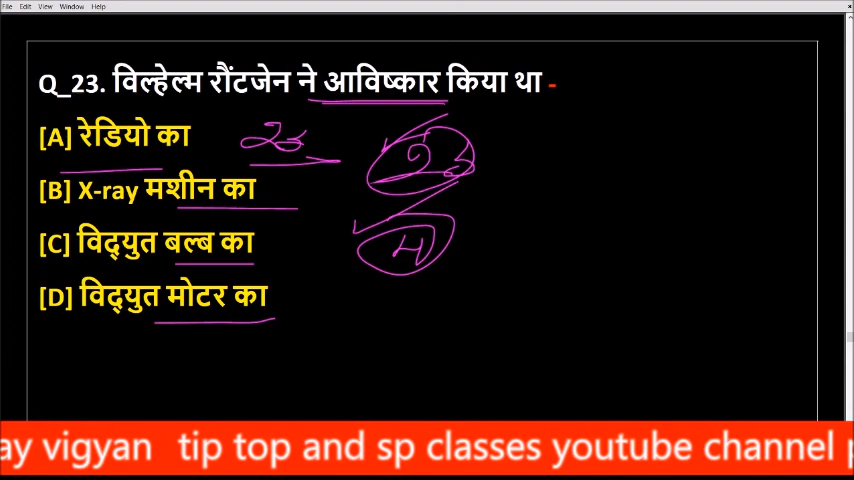 File Edit View Window Help
Q_23. विल्हेल्म रौंटजेन ने आविष्कार किया था -
[A] रेडियो का
[B] X-ray मशीन का
[C] विद्युत बल्ब का
[D] विद्युत मोटर का
ay vigyan tip top and sp classes youtube channel p